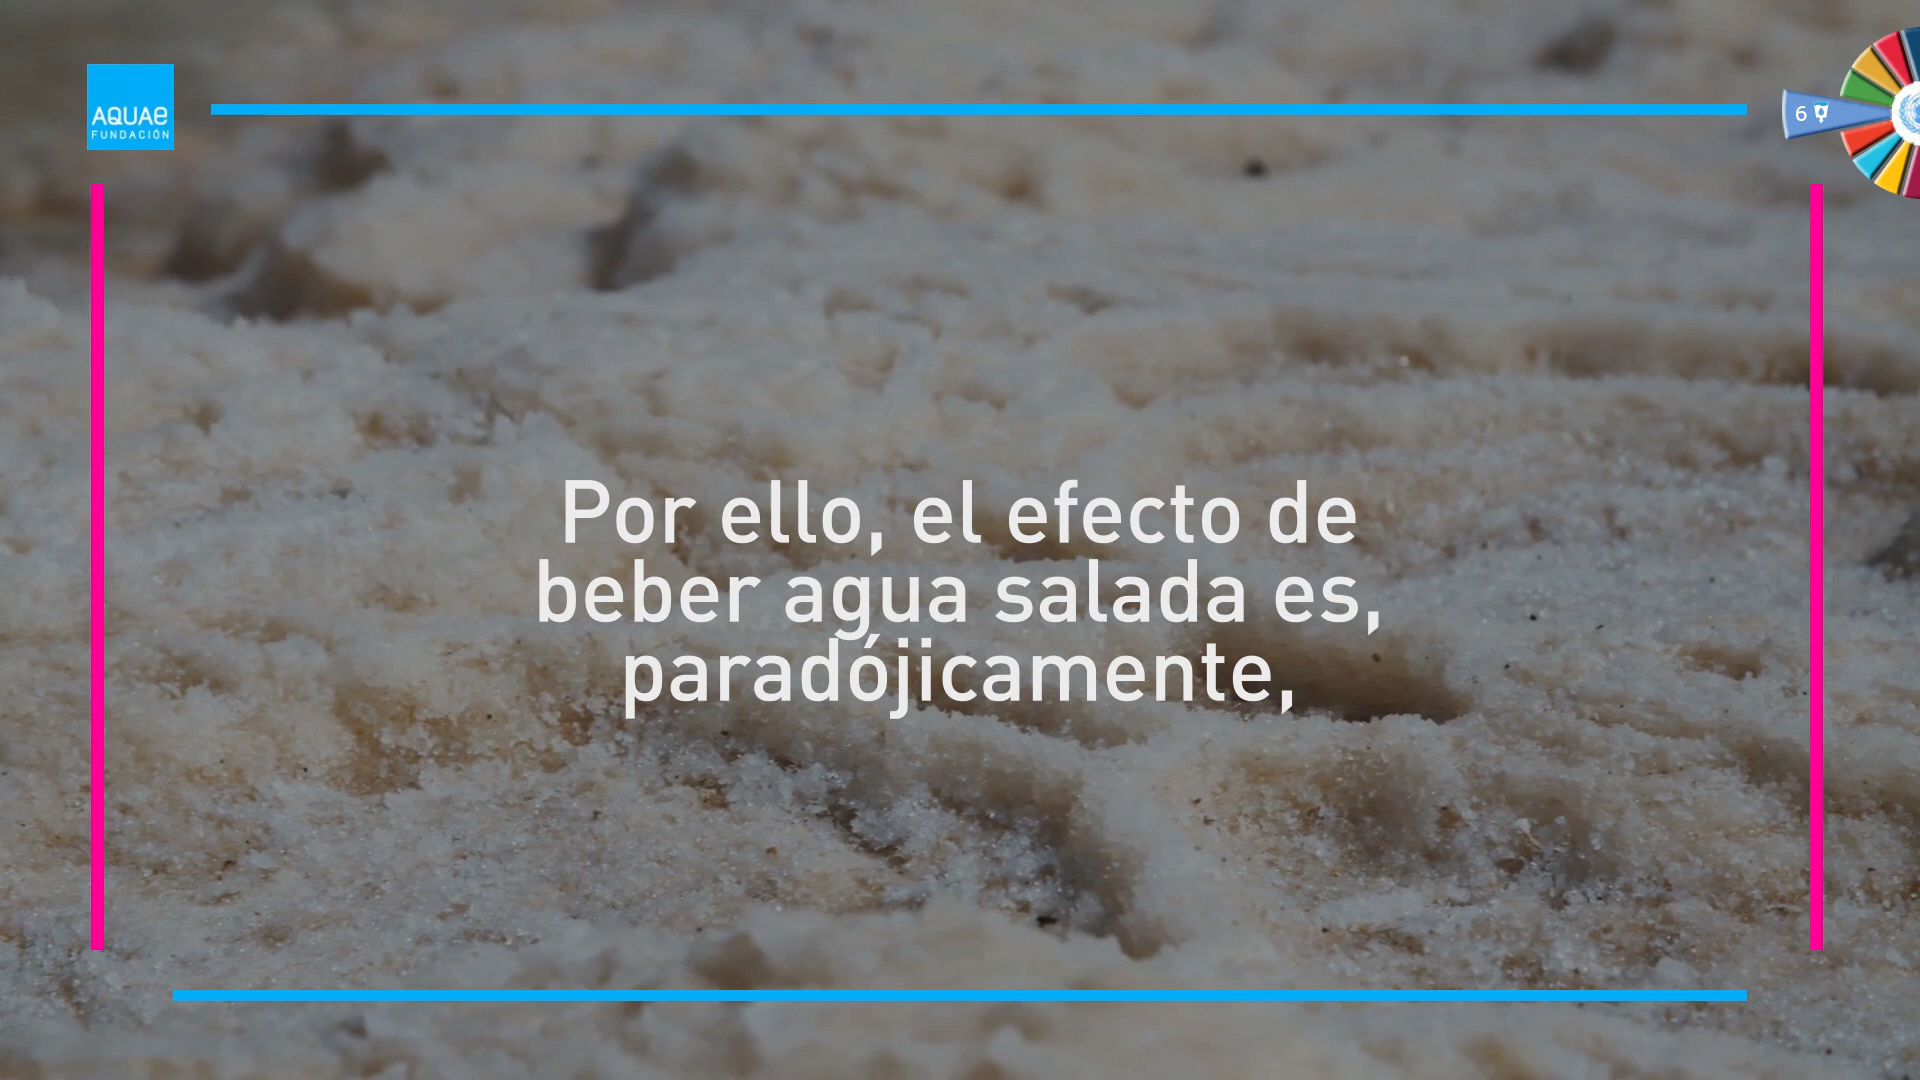 AQUAE
FUNDACIÓN
6
Por ello, el efecto de
beber agua salada es,
paradójicamente,